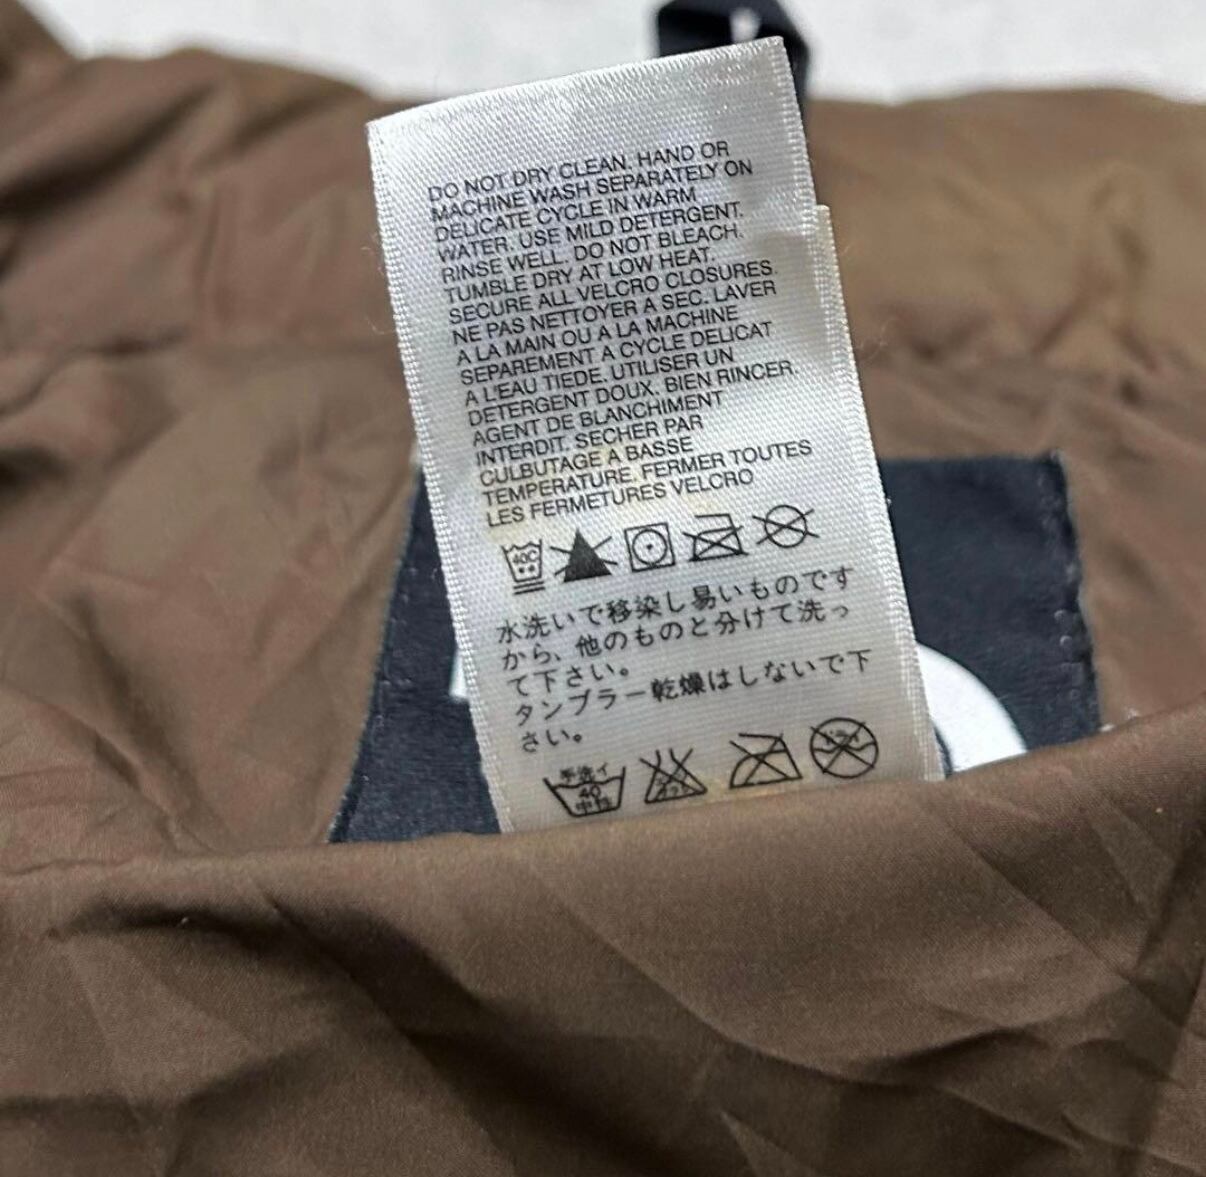 DO NOT DRY CLEAN. HAND OR
MACHINE WASH SEPARATELY ON
DELICATE CYCLE IN WARM
WATER. USE MILD DETERGENT.
RINSE WELL. DO NOT BLEACH.
TUMBLE DRY AT LOW HEAT.
SECURE ALL VELCRO CLOSURES.
NE PAS NETTOYER A SEC. LAVER
A LA MAIN OU A LA MACHINE
SEPAREMENT A CYCLE DELICAT
A L'EAU TIEDE. UTILISER UN
DETERGENT DOUX. BIEN RINCER.
AGENT DE BLANCHIMENT
INTERDIT. SECHER PAR
CULBUTAGE A BASSE
TEMPERATURE. FERMER TOUTES
LES FERMETURES VELCRO
40C
水洗いで移染し易いものです
から、他のものと分けて洗っ
て下さい。
タンブラー乾燥はしないで下
さい。
手洗イ
40
中性
ドライ